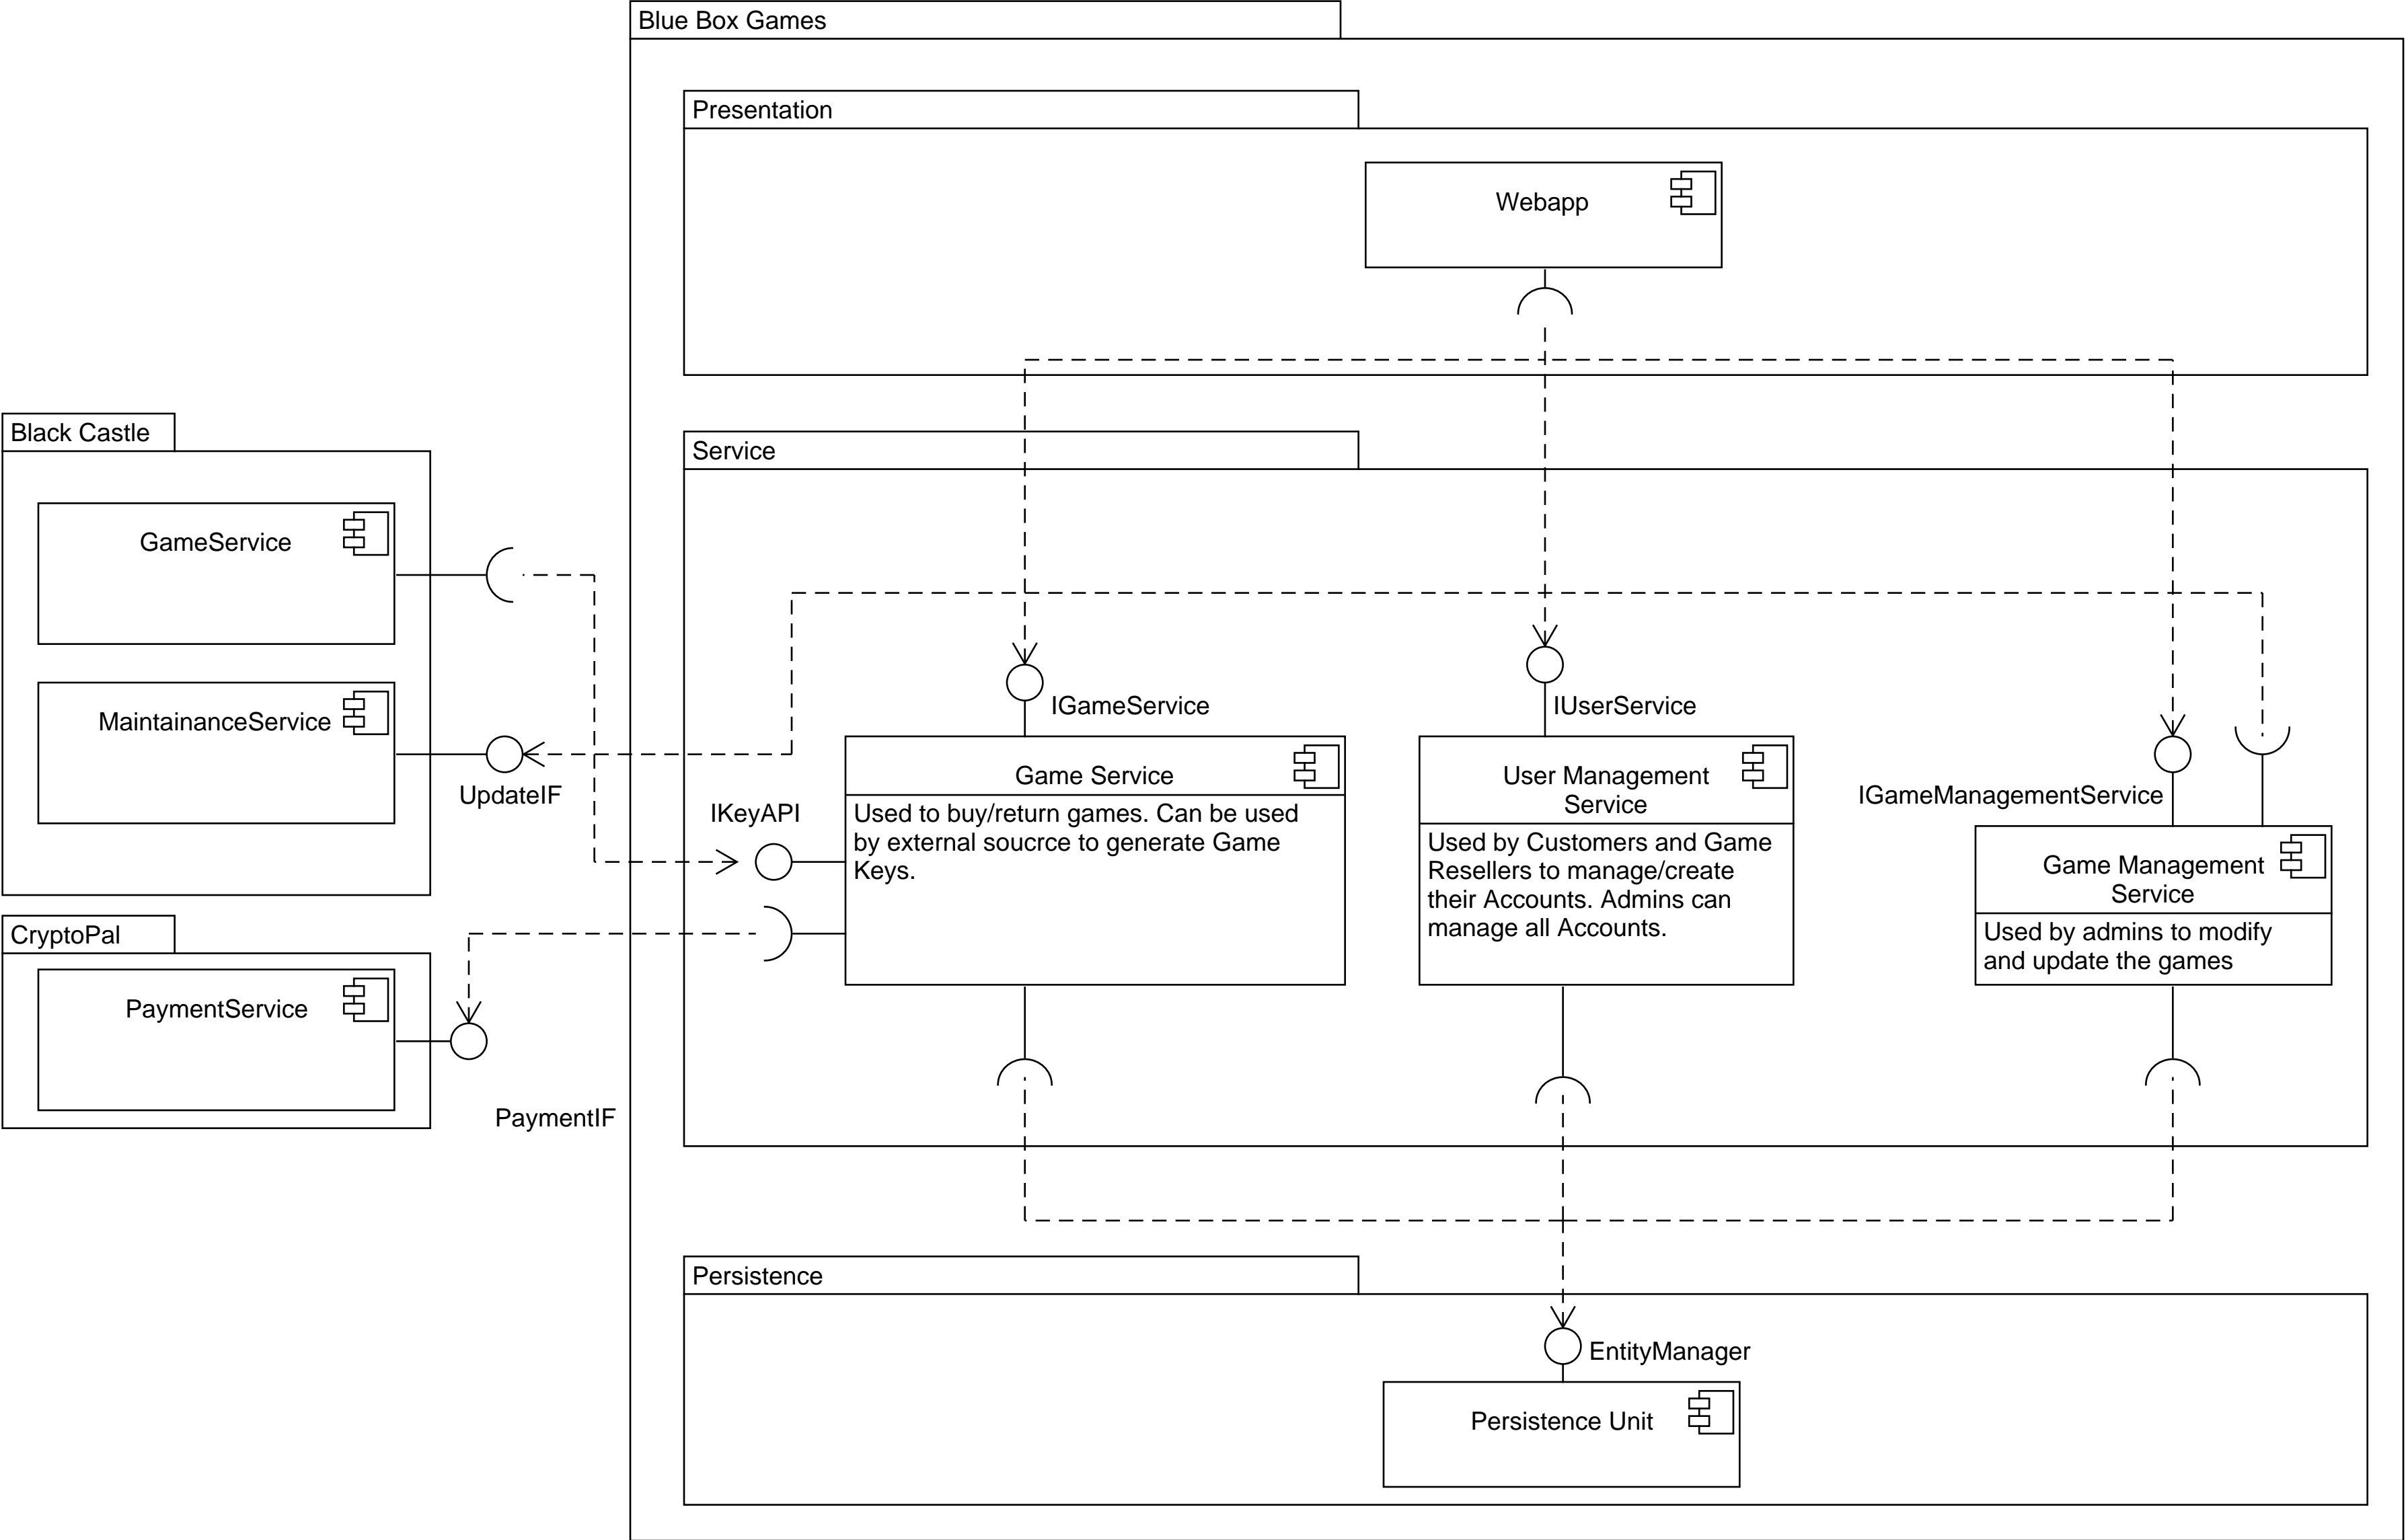 Blue Box Games
Presentation
Webapp
Black Castle
Service
GameService
MaintainanceService
UpdateIF
IGameService
IUserService
IKeyAPI
Game Service
Used to buy/return games. Can be used
by external soucrce to generate Game
Keys.
User Management
Service
Used by Customers and Game
Resellers to manage/create
their Accounts. Admins can
manage all Accounts.
IGameManagementService
Game Management
Service
Used by admins to modify
and update the games
CryptoPal
PaymentService
PaymentIF
Persistence
EntityManager
Persistence Unit